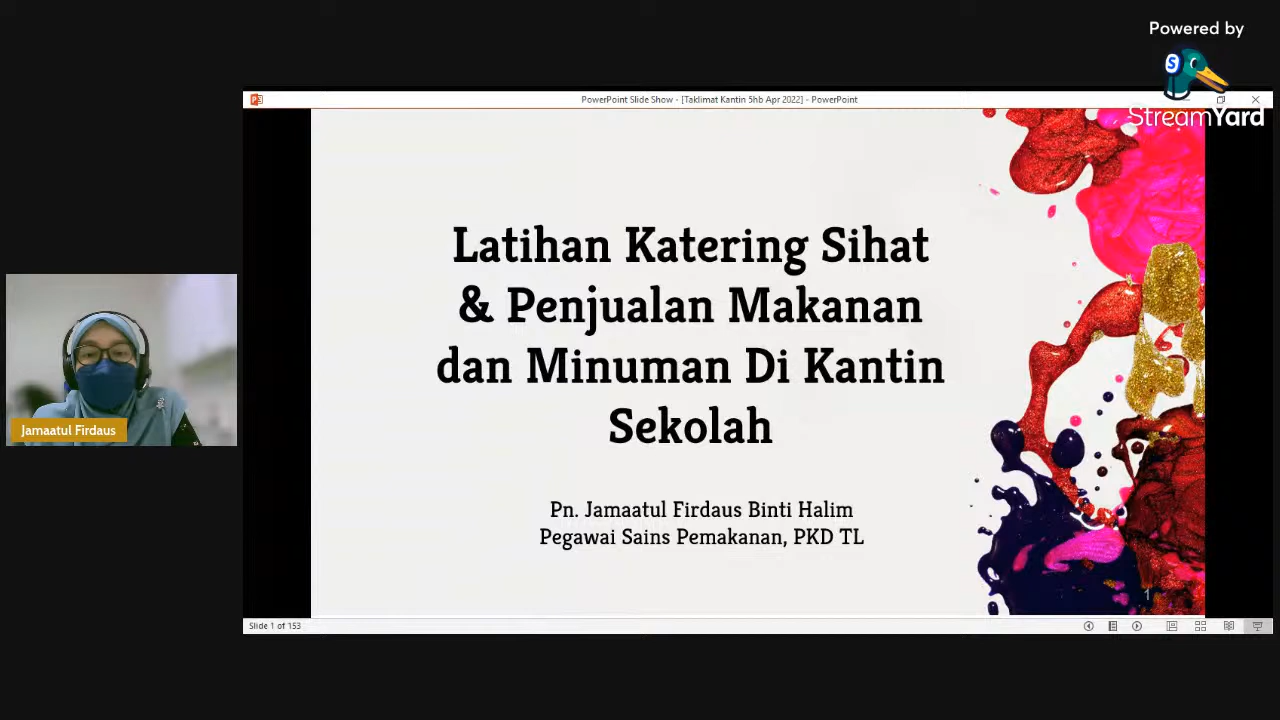 Powered by
StreamYard
PowerPoint Slide Show - [Taklimat Kantin 5hb Apr 2022] - PowerPoint
Latihan Katering Sihat
& Penjualan Makanan
dan Minuman Di Kantin
Sekolah
Pn. Jamaatul Firdaus Binti Halim
Pegawai Sains Pemakanan, PKD TL
1
Jamaatul Firdaus
Slide 1 of 153